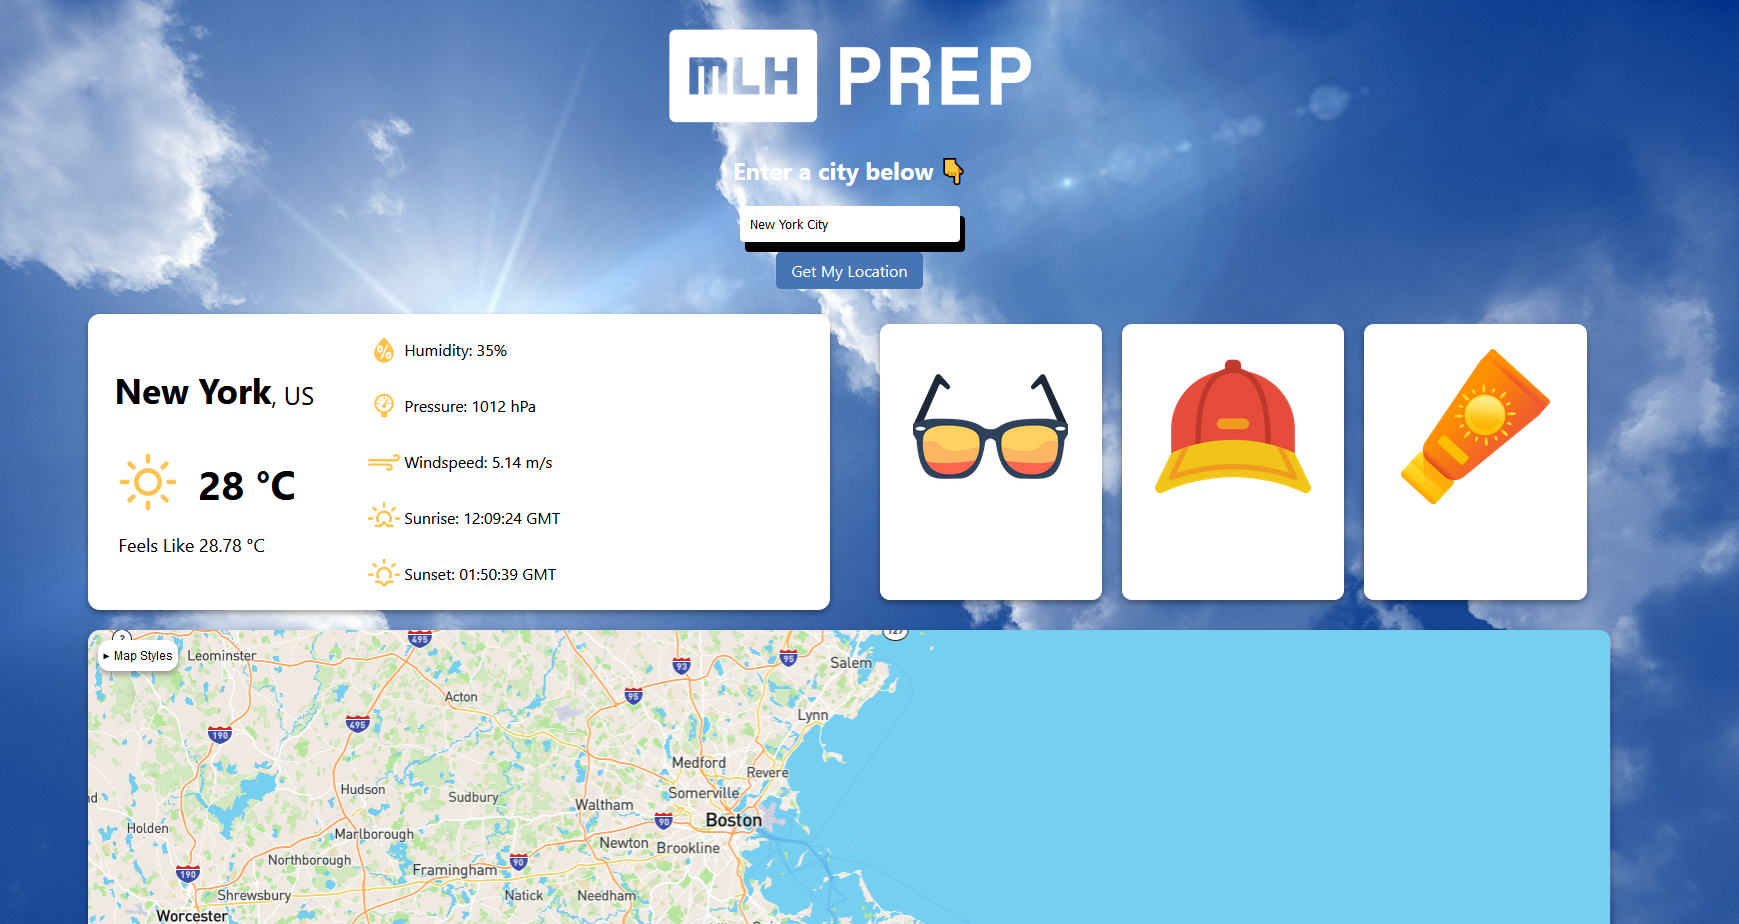 MLH PREP
Enter a city below 👇
New York City
Get My Location
New York, US
28 °C
Feels Like 28.78 °C
Humidity: 35%
Pressure: 1012 hPa
Windspeed: 5.14 m/s
Sunrise: 12:09:24 GMT
Sunset: 01:50:39 GMT
▸ Map Styles
2
495
127
Leominster
93
95
Salem
Acton
95
190
495
Lynn
Medford
Revere
Hudson
Sudbury
Somerville
Waltham
Boston
90
Holden
Marlborough
Newton
Brookline
Northborough
Framingham
90
190
Shrewsbury
Natick
Needham
Worcester